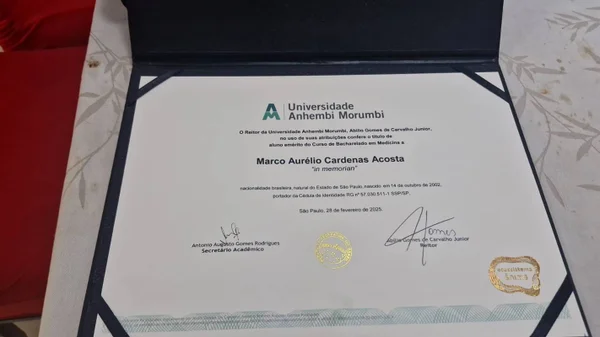 Universidade
Anhembi Morumbi
O Reitor da Universidade Anhembi Morumbi, Abílio Gomes de Carvalho Junior,
no uso de suas atribuições confere o título de
aluno emérito do Curso de Bacharelado em Medicina a
Marco Aurélio Cardenas Acosta
"in memorian"
nacionalidade brasileira, natural do Estado de São Paulo, nascido em 14 de outubro de 2002,
portador da Cédula de Identidade RG nº 57.030.511-1 SSP/SP.
São Paulo, 28 de fevereiro de 2025.
Antonio Augusto Gomes Rodrigues
Secretário Acadêmico
Abílio Gomes de Carvalho Junior
Reitor
ecossistema